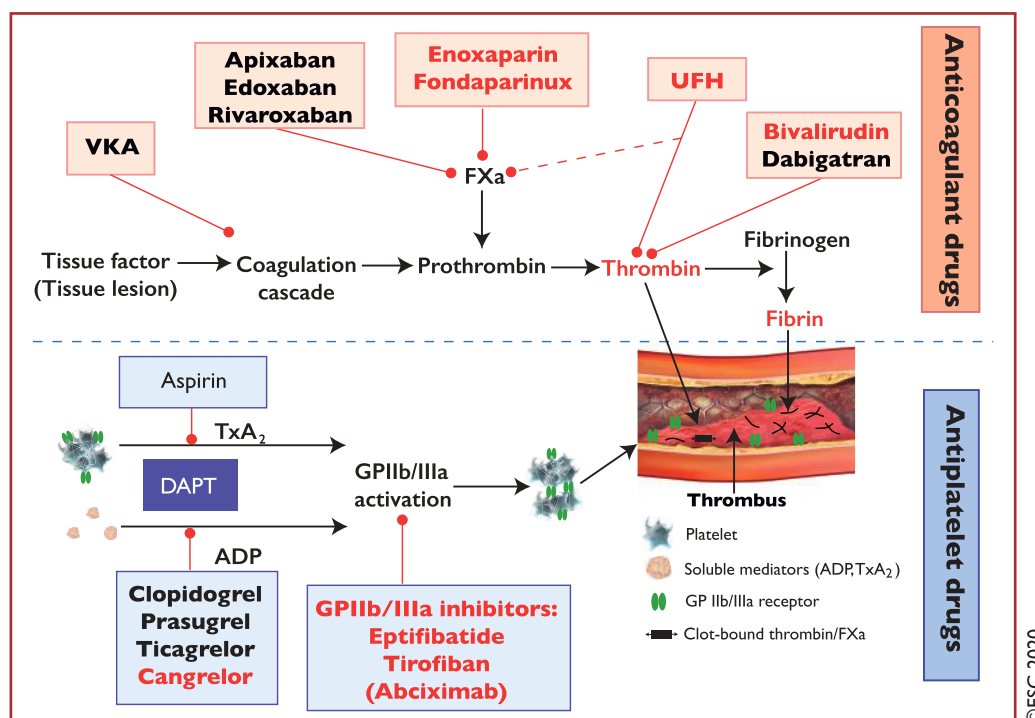 Apixaban
Edoxaban
Rivaroxaban
Enoxaparin
Fondaparinux
UFH
VKA
Bivalirudin
Dabigatran
Anticoagulant drugs
FXa
Tissue factor
(Tissue lesion)
Coagulation
cascade
Prothrombin
Thrombin
Fibrinogen
Fibrin
Aspirin
TxA2
DAPT
GPIIb/IIIa
activation
ADP
Clopidogrel
Prasugrel
Ticagrelor
Cangrelor
GPIIb/IIIa inhibitors:
Eptifibatide
Tirofiban
(Abciximab)
Thrombus
Platelet
Soluble mediators (ADP,TxA2)
GP IIb/IIIa receptor
Clot-bound thrombin/FXa
Antiplatelet drugs
©ESC 2020